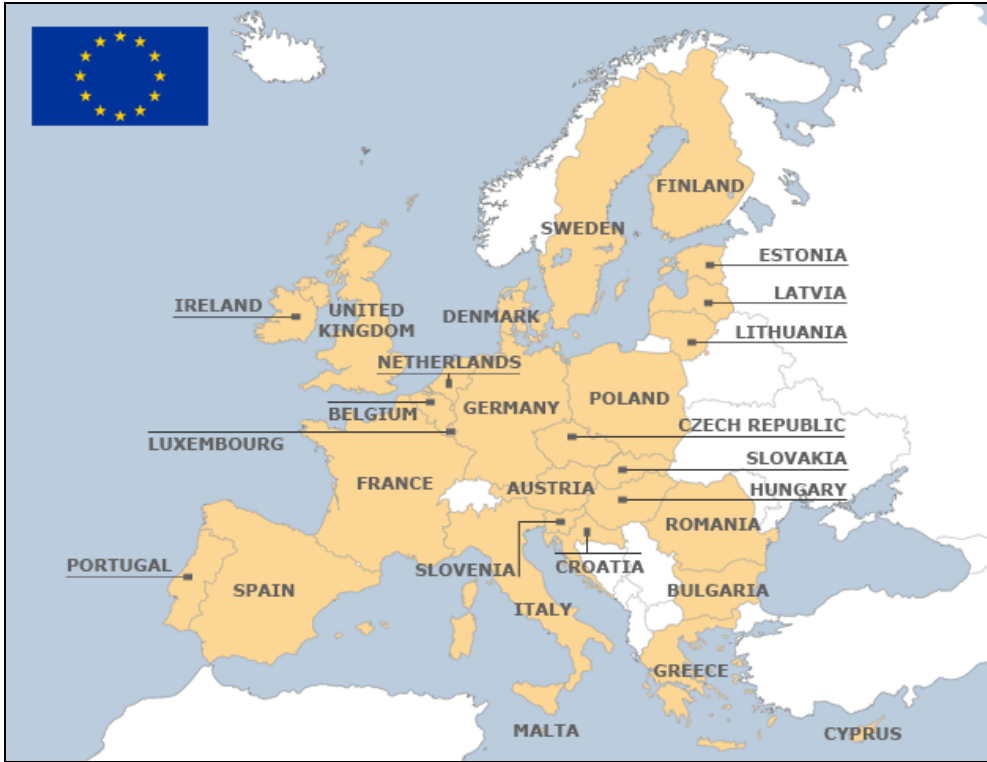 FINLAND
SWEDEN
ESTONIA
IRELAND
LATVIA
UNITED
KINGDOM
DENMARK
LITHUANIA
NETHERLANDS
POLAND
BELGIUM
GERMANY
CZECH REPUBLIC
LUXEMBOURG
SLOVAKIA
FRANCE
AUSTRIA
HUNGARY
ROMANIA
PORTUGAL
SLOVENIA
CROATIA
SPAIN
BULGARIA
ITALY
GREECE
MALTA
CYPRUS